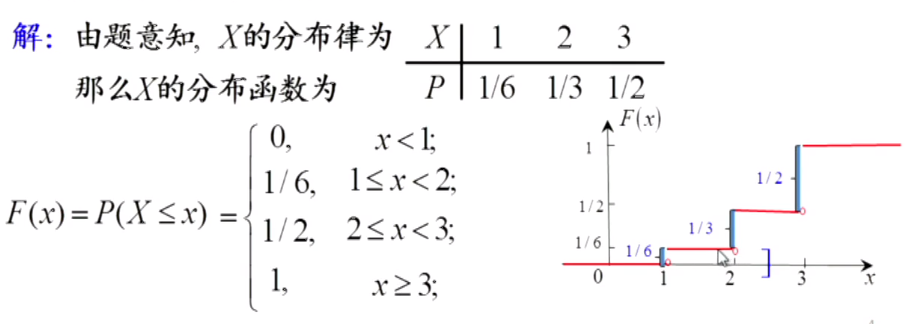 解: 由题意知, X的分布律为
X 1 2 3
那么X的分布函数为
P 1/6 1/3 1/2
F(x)=P(X≤x)=
0, x<1;
1/6, 1≤x<2;
1/2, 2≤x<3;
1, x≥3;
F(x)
1
1/2
1/2
1/3
1/6
1/6
0 1 2 3 x